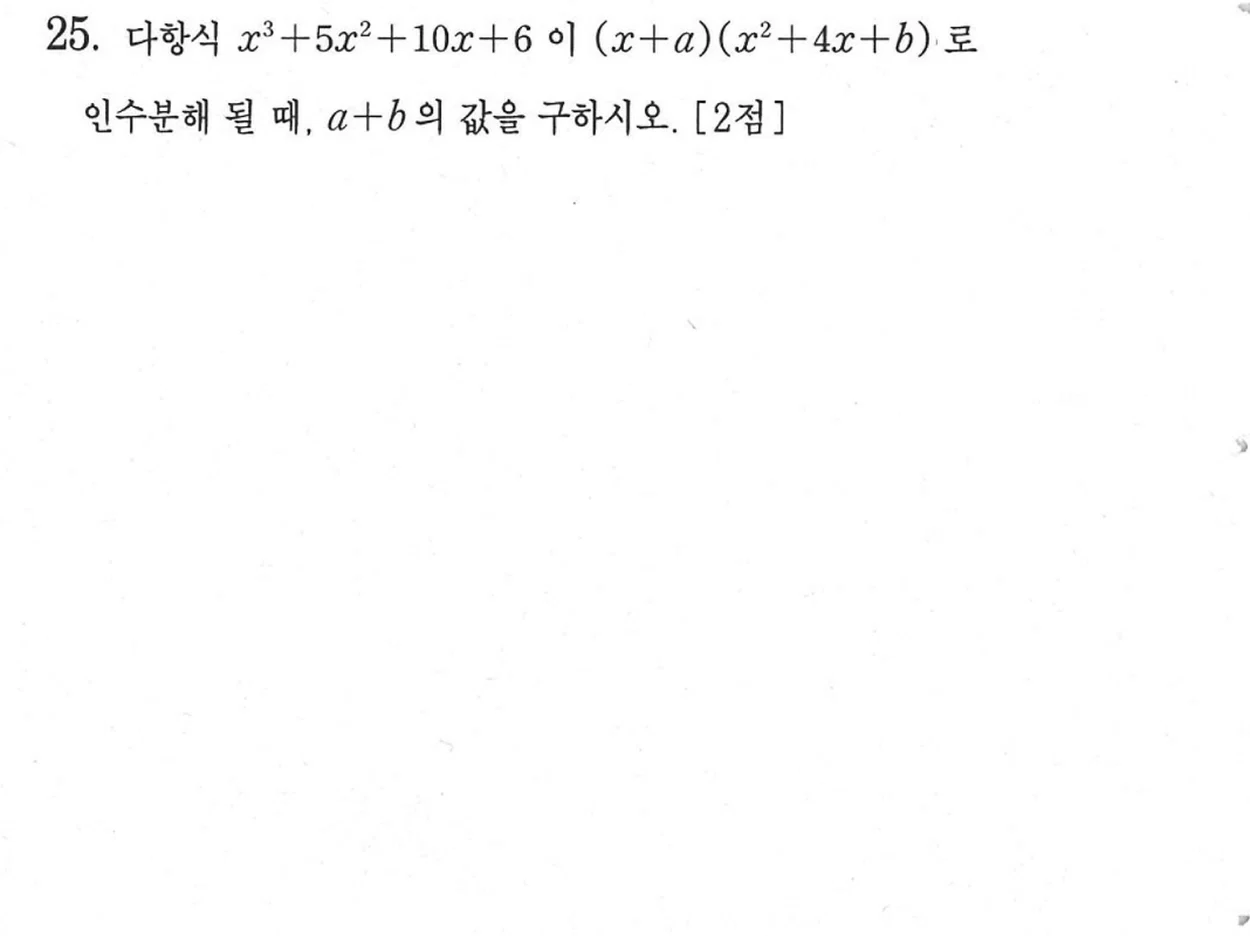 25. 다항식 x³+5x²+10x+6 이 (x+a)(x²+4x+b) 로
인수분해 될 때, a+b의 값을 구하시오. [2점]